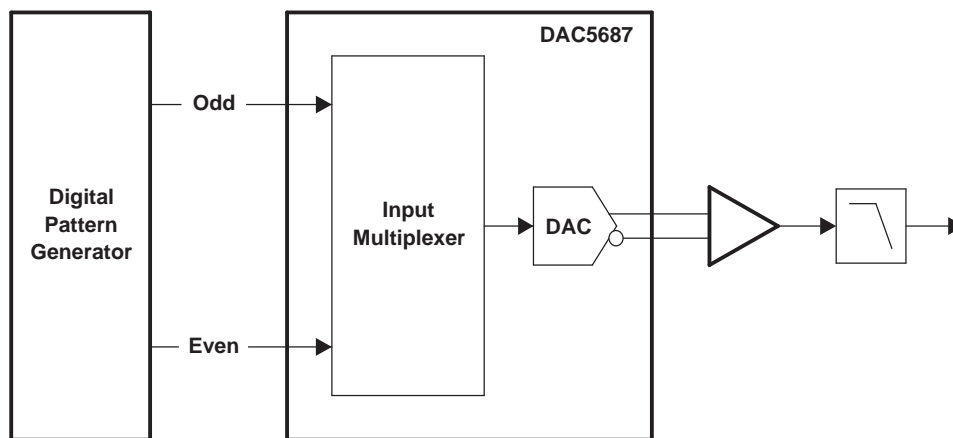 DAC5687
Odd
Digital
Pattern
Generator
Input
Multiplexer
DAC
Even